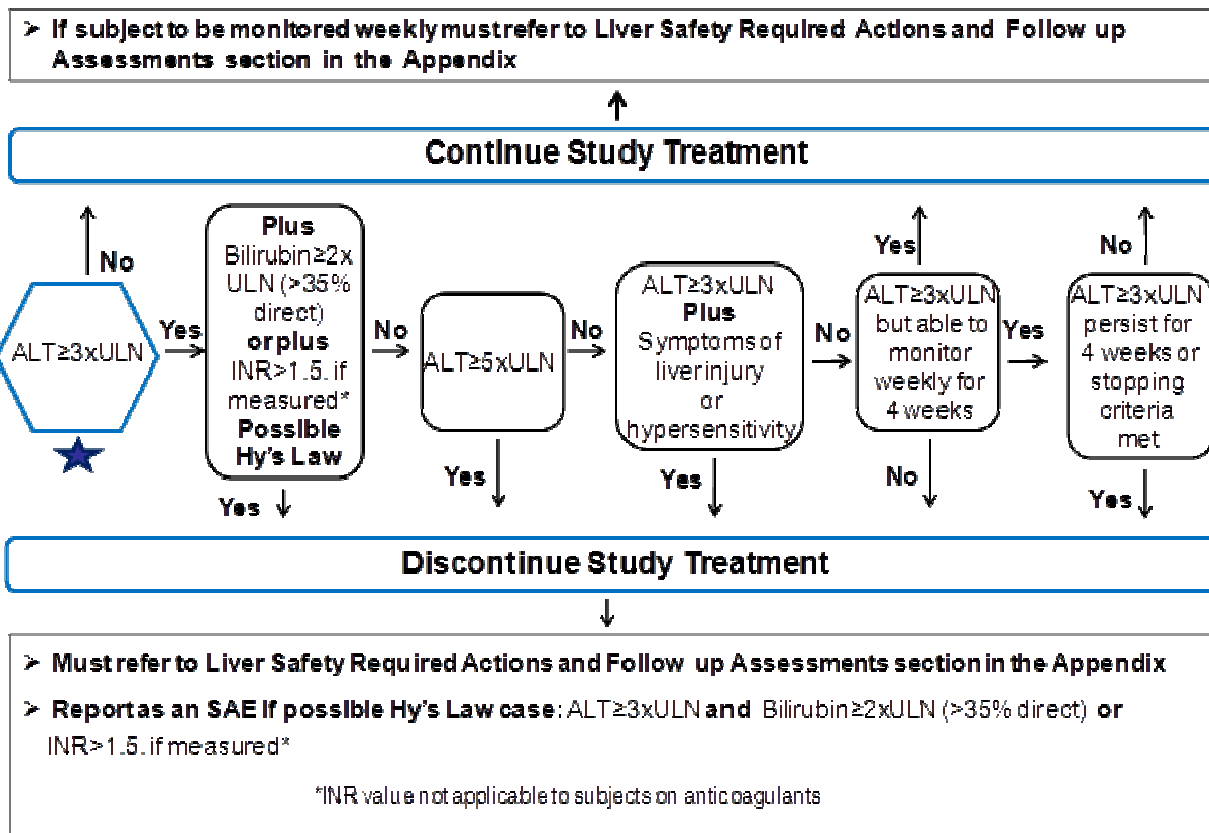 ➢ If subject to be monitored weekly must refer to Liver Safety Required Actions and Follow up
Assessments section in the Appendix
Continue Study Treatment
No
ALT≥3xULN
Yes
Plus
Bilirubin≥2x
ULN (>35%
direct)
or plus
INR>1.5. if
measured*
Possible
Hy's Law
Yes
No
ALT≥5xULN
Yes
No
ALT≥3xULN
Plus
Symptoms of
liver injury
or
hypersensitivity
Yes
No
Yes
ALT≥3xULN
but able to
monitor
weekly for
4 weeks
No
Yes
No
ALT≥3xULN
persist for
4 weeks or
stopping
criteria
met
Yes
Discontinue Study Treatment
➢ Must refer to Liver Safety Required Actions and Follow up Assessments section in the Appendix
➢ Report as an SAE if possible Hy's Law case: ALT≥3xULN and Bilirubin≥2xULN (>35% direct) or
INR>1.5. if measured*
*INR value not applicable to subjects on anticoagulants